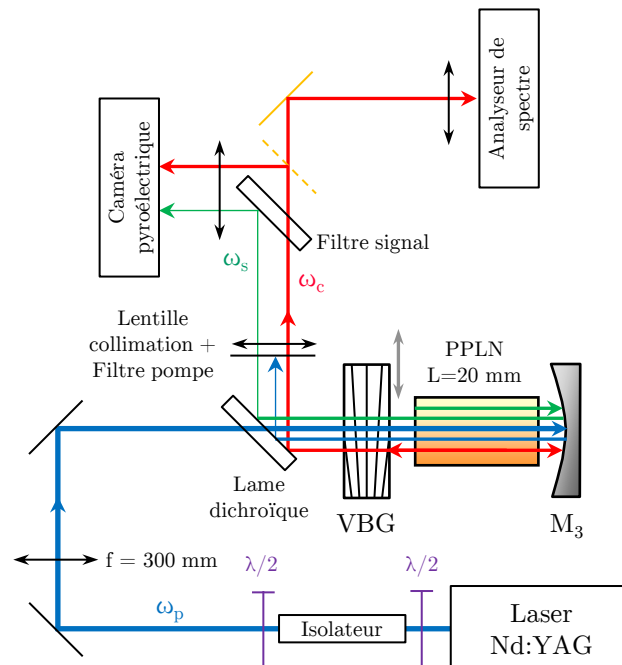 Analyseur de
spectre
Caméra
pyroélectrique
Filtre signal
ωs
ωc
Lentille
collimation +
Filtre pompe
PPLN
L=20 mm
Lame
dichroïque
VBG
M3
f = 300 mm
λ/2
λ/2
ωp
Isolateur
Laser
Nd:YAG